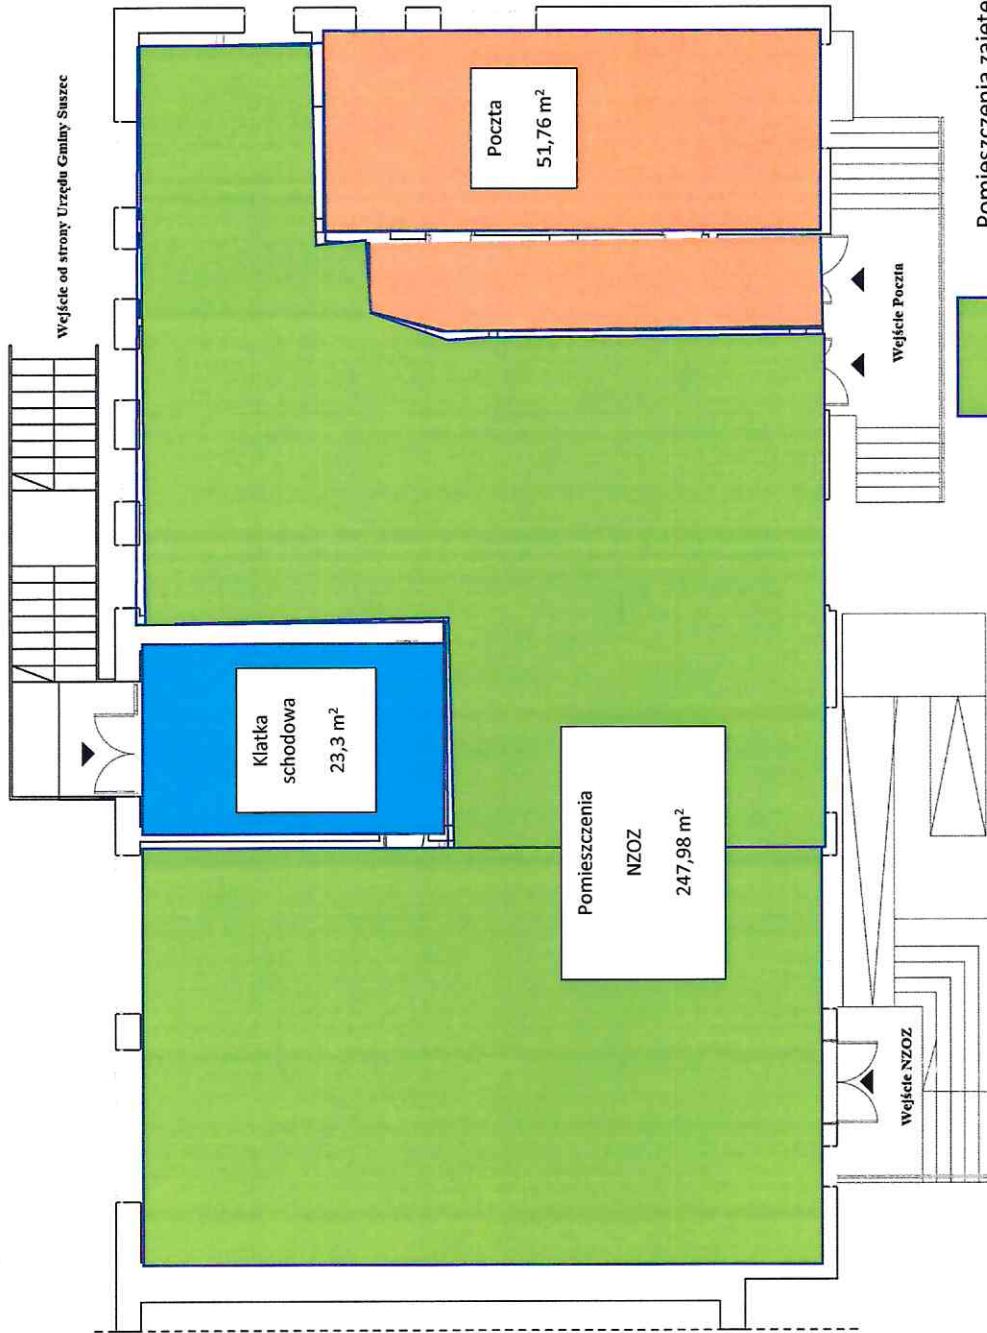 Wejście od strony Urzędu Gminy Suszec
Poczta
51,76 m²
Klatka
schodowa
23,3 m²
Pomieszczenia
NZOZ
247,98 m²
Wejście Poczta
Wejście NZOZ
Pomieszczenia zajęte